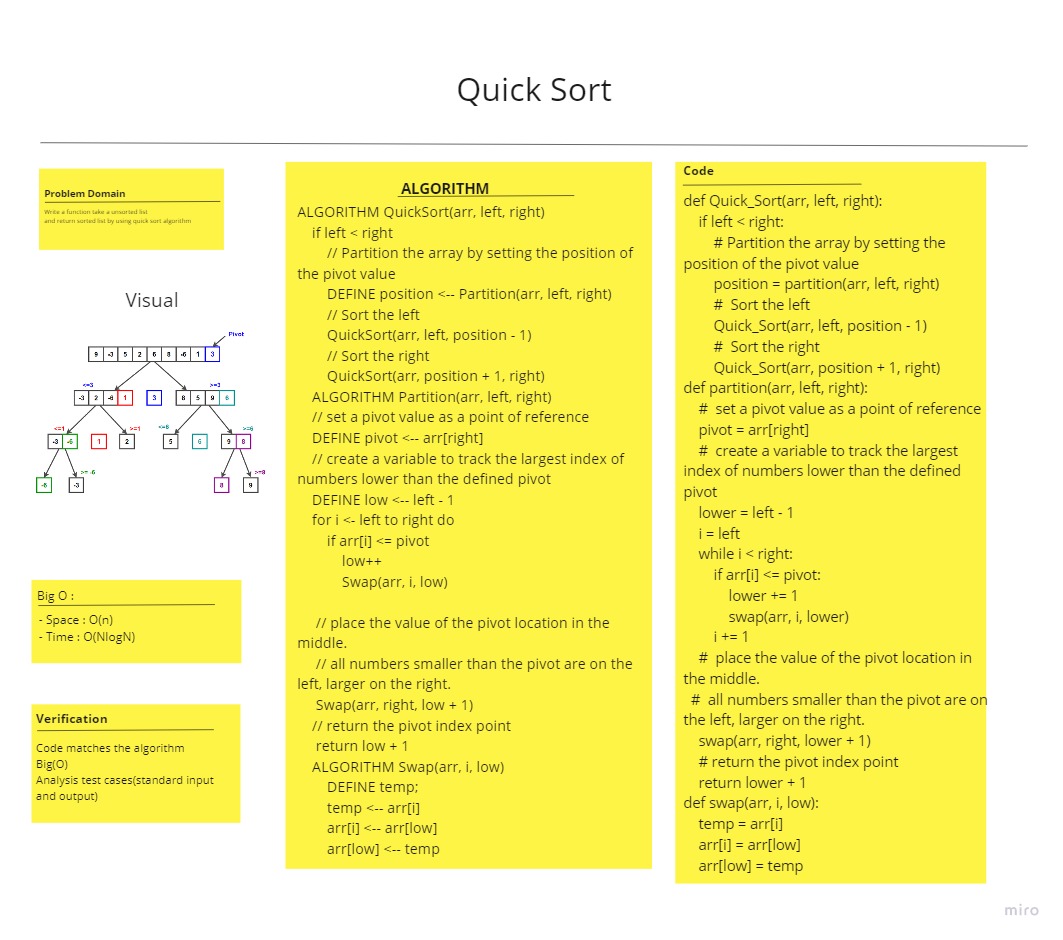 Quick Sort
Problem Domain
Write a function take a unsorted list
and return sorted list by using quick sort algorithm
Visual
Pivot
9 -3 5 2 6 8 -6 1 3
<=3 >=3
-3 2 -6 1 3 8 5 9 6
<=1 >=1 <=6 >=6
-3 -6 1 2 5 6 9 8
>= -6 >=8
-6 -3 8 9
Big O :
- Space : O(n)
- Time : O(NlogN)
Verification
Code matches the algorithm
Big(O)
Analysis test cases(standard input
and output)
ALGORITHM
ALGORITHM QuickSort(arr, left, right)
if left < right
// Partition the array by setting the position of
the pivot value
DEFINE position <-- Partition(arr, left, right)
// Sort the left
QuickSort(arr, left, position - 1)
// Sort the right
QuickSort(arr, position + 1, right)
ALGORITHM Partition(arr, left, right)
// set a pivot value as a point of reference
DEFINE pivot <-- arr[right]
// create a variable to track the largest index of
numbers lower than the defined pivot
DEFINE low <-- left - 1
for i <- left to right do
if arr[i] <= pivot
low++
Swap(arr, i, low)
// place the value of the pivot location in the
middle.
// all numbers smaller than the pivot are on the
left, larger on the right.
Swap(arr, right, low + 1)
// return the pivot index point
return low + 1
ALGORITHM Swap(arr, i, low)
DEFINE temp;
temp <-- arr[i]
arr[i] <-- arr[low]
arr[low] <-- temp
Code
def Quick_Sort(arr, left, right):
if left < right:
# Partition the array by setting the
position of the pivot value
position = partition(arr, left, right)
# Sort the left
Quick_Sort(arr, left, position - 1)
# Sort the right
Quick_Sort(arr, position + 1, right)
def partition(arr, left, right):
# set a pivot value as a point of reference
pivot = arr[right]
# create a variable to track the largest
index of numbers lower than the defined
pivot
lower = left - 1
i = left
while i < right:
if arr[i] <= pivot:
lower += 1
swap(arr, i, lower)
i += 1
# place the value of the pivot location in
the middle.
# all numbers smaller than the pivot are on
the left, larger on the right.
swap(arr, right, lower + 1)
# return the pivot index point
return lower + 1
def swap(arr, i, low):
temp = arr[i]
arr[i] = arr[low]
arr[low] = temp
miro